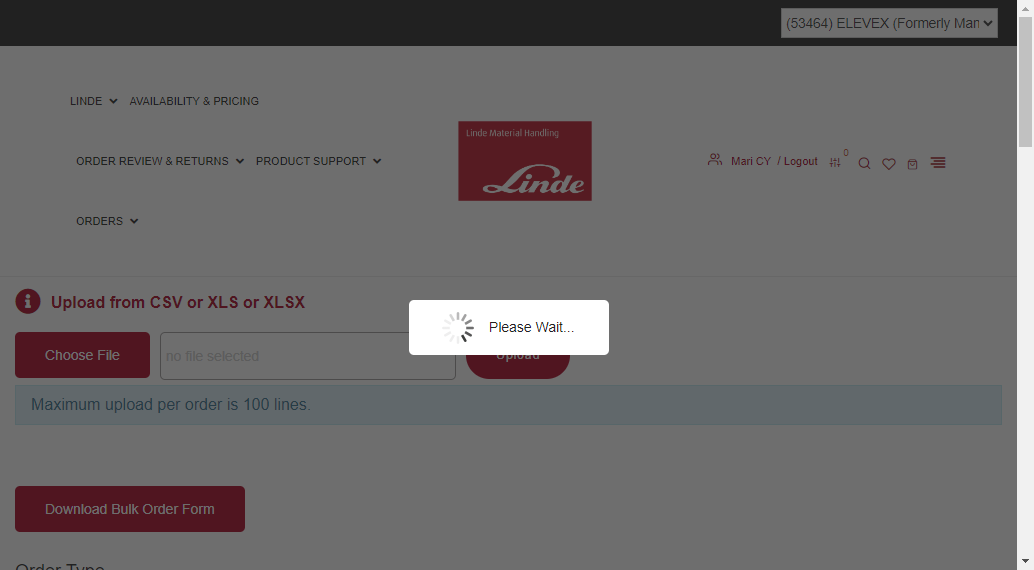 (53464) ELEVEX (Formerly Man
LINDE AVAILABILITY & PRICING
ORDER REVIEW & RETURNS PRODUCT SUPPORT
ORDERS
Linde Material Handling
Linde
Mari CY / Logout 0
Upload from CSV or XLS or XLSX
Please Wait...
Choose File no file selected Upload
Maximum upload per order is 100 lines.
Download Bulk Order Form
Order Type